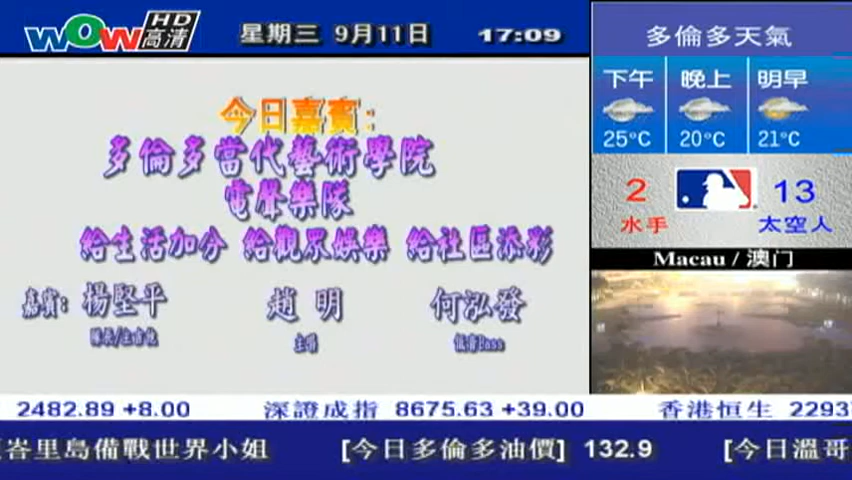 WOW HD
高清
星期三 9月11日 17:09
多倫多天氣
下午 晚上 明早
25°C 20°C 21°C
今日嘉賓:
多倫多當代藝術學院
電聲樂隊
給生活加分 給觀眾娛樂 給社區添彩
嘉賓: 楊堅平 趙明 何泓發
主唱
2 13
水手 太空人
Macau / 澳门
2482.89 +8.00 深證成指 8675.63 +39.00 香港恒生 2293
峇里島備戰世界小姐 [今日多倫多油價] 132.9 [今日溫哥